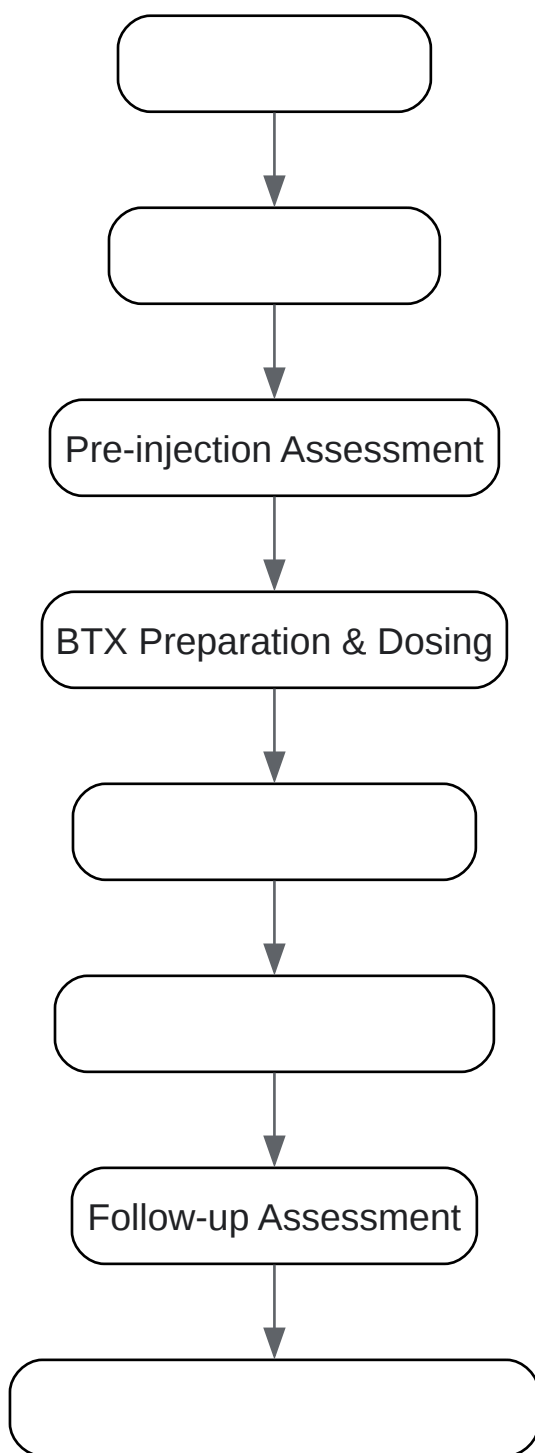 Pre-injection Assessment
BTX Preparation & Dosing
Follow-up Assessment